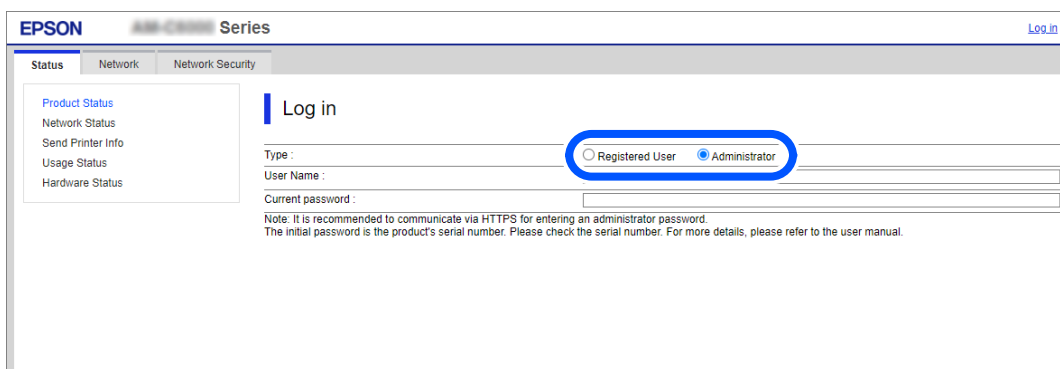 EPSON Series
Log in
Status Network Network Security
Product Status
Network Status
Send Printer Info
Usage Status
Hardware Status
Log in
Type : Registered User Administrator
User Name :
Current password :
Note: It is recommended to communicate via HTTPS for entering an administrator password.
The initial password is the product's serial number. Please check the serial number. For more details, please refer to the user manual.